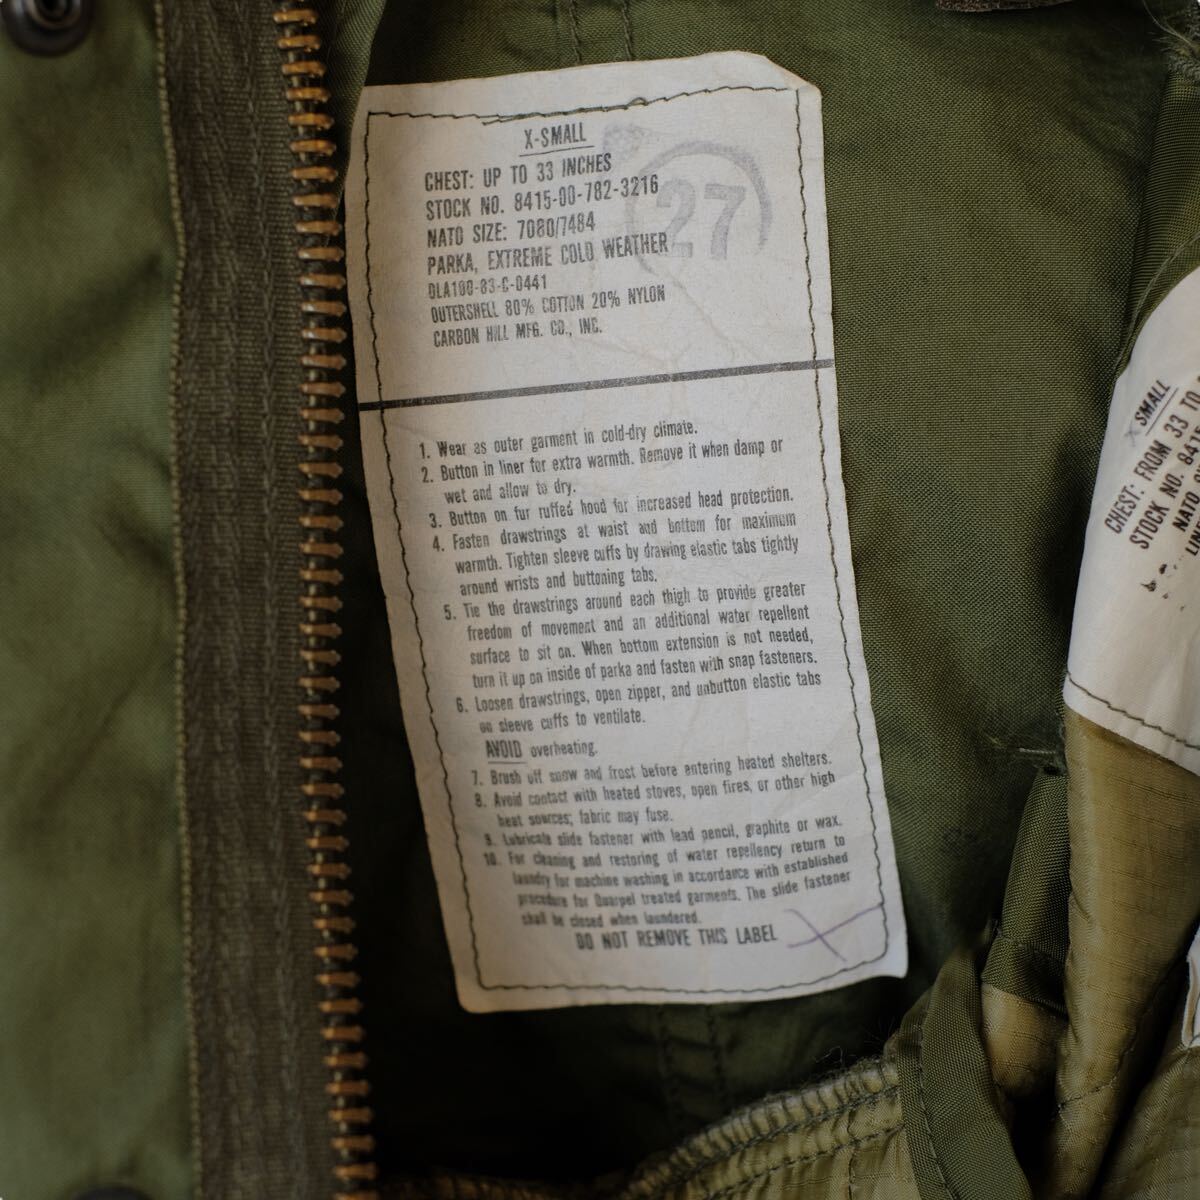 X-SMALL
CHEST: UP TO 33 INCHES
STOCK NO. 8415-00-782-3216
NATO SIZE: 7080/7484
PARKA, EXTREME COLD WEATHER
DLA100-83-C-0441
OUTERSHELL 80% COTTON 20% NYLON
CARBON HILL MFG. CO., INC.
27
1. Wear as outer garment in cold-dry climate.
2. Button in liner for extra warmth. Remove it when damp or
wet and allow to dry.
3. Button on fur ruffed hood for increased head protection.
4. Fasten drawstrings at waist and bottom for maximum
warmth. Tighten sleeve cuffs by drawing elastic tabs tightly
around wrists and buttoning tabs.
5. Tie the drawstrings around each thigh to provide greater
freedom of movement and an additional water repellent
surface to sit on. When bottom extension is not needed,
turn it up on inside of parka and fasten with snap fasteners.
6. Loosen drawstrings, open zipper, and unbutton elastic tabs
on sleeve cuffs to ventilate.
AVOID overheating.
7. Brush off snow and frost before entering heated shelters.
8. Avoid contact with heated stoves, open fires, or other high
heat sources; fabric may fuse.
9. Lubricate slide fastener with lead pencil, graphite or wax.
10. For cleaning and restoring of water repellency return to
laundry for machine washing in accordance with established
procedure for Quarpel treated garments. The slide fastener
shall be closed when laundered.
DO NOT REMOVE THIS LABEL
X SMALL
CHEST: FROM 33 TO
STOCK NO. 8415
NATO